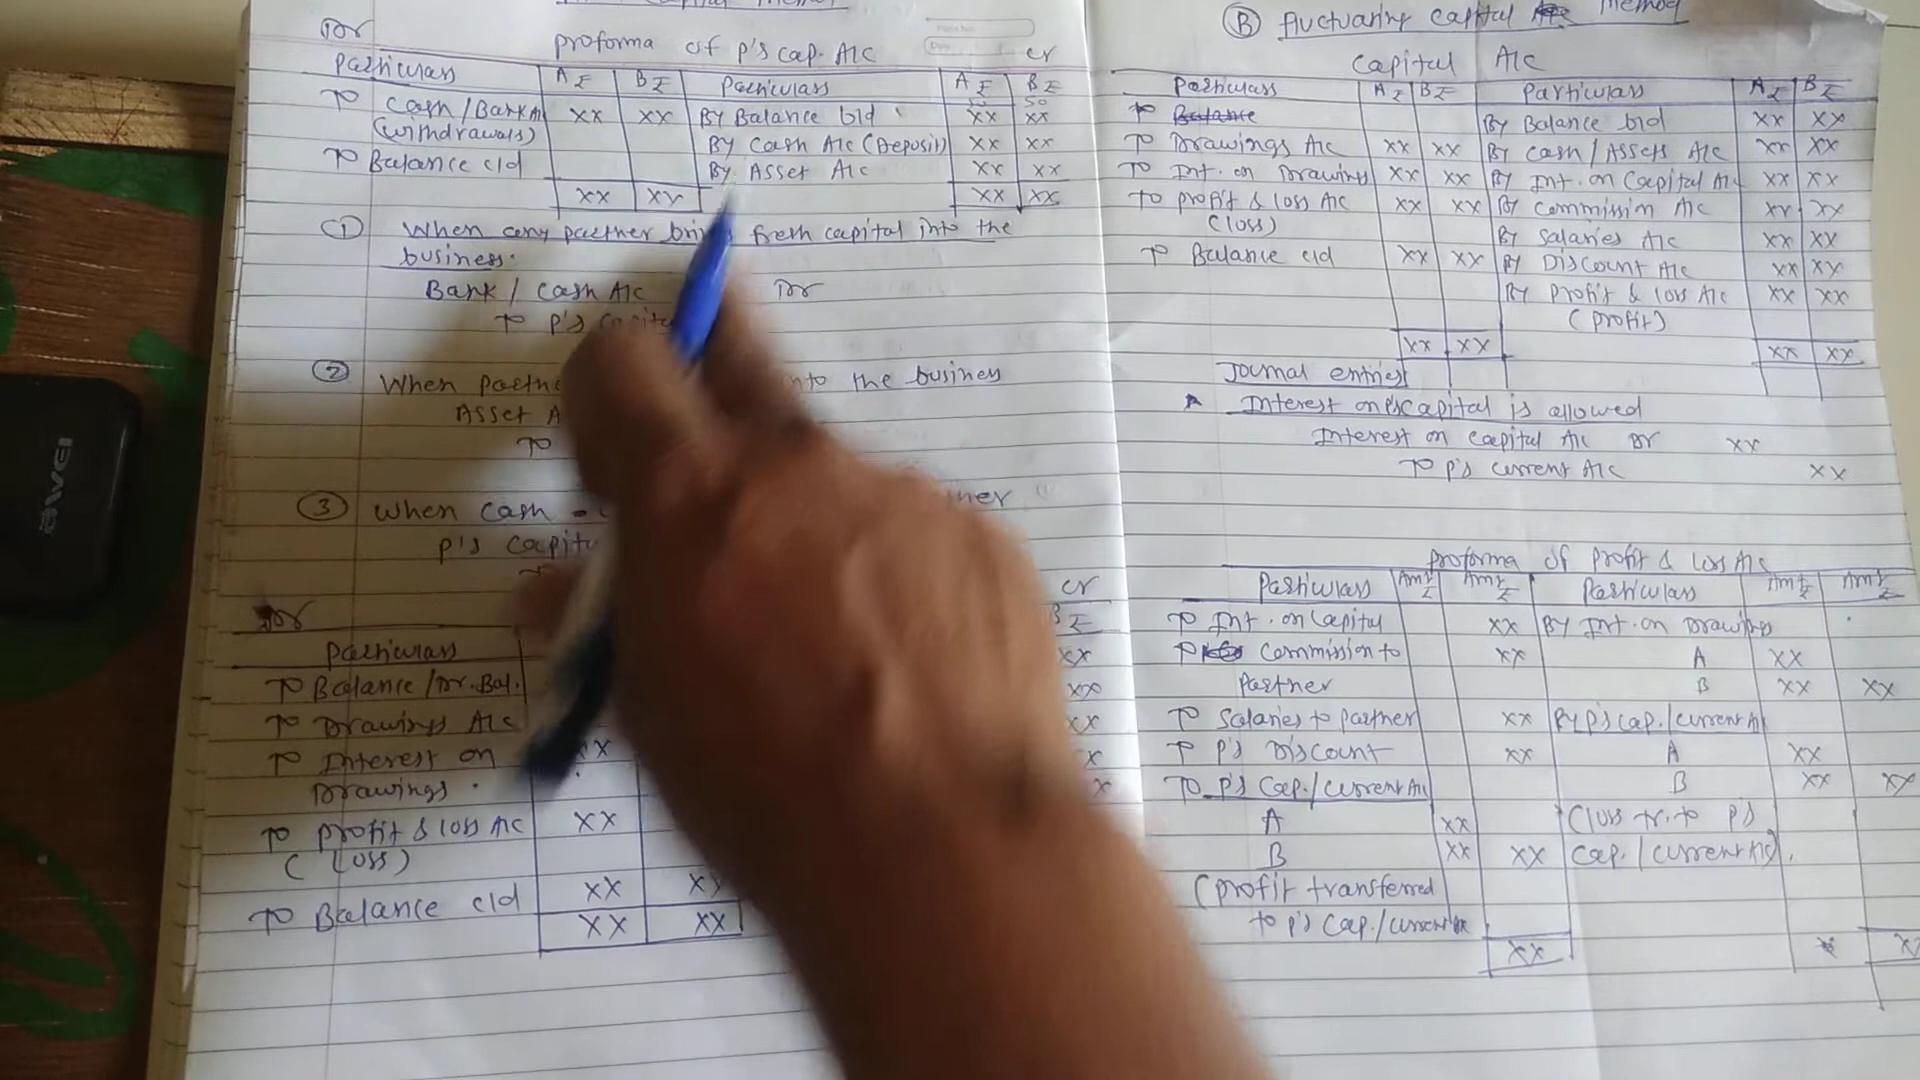 Dr
proforma of p's cap. A/c
cr
Particulars A ₹ B ₹ Particulars A ₹ B ₹
To Cash/Bank A/c xx xx By Balance b/d xx xx
(withdrawals) By Cash A/c (Deposit) xx xx
To Balance c/d By Asset A/c xx xx
xx xx xx xx
① When any partner fresh capital into the
business.
Bank / Cash A/c Dr
To p's
② When into the business
Asset A
To
③ When cash
p's
Dr cr
Particulars B ₹
To Balance/Dr. Bal. xx
To Drawings A/c xx
To Interest on xx
Drawings.
To Profit & loss A/c xx
(Loss)
To Balance c/d xx xx
xx xx
Ⓑ fluctuating capital Method
Capital A/c
Particulars A ₹ B ₹ Particulars A ₹ B ₹
To By Balance b/d xx xx
To Drawings A/c xx xx By Cash/Assets A/c xx xx
To Int. on Drawings xx xx By Int. on Capital A/c xx xx
To profit & loss A/c xx xx By Commission A/c xx xx
(loss) By Salaries A/c xx xx
To Balance c/d xx xx By Discount A/c xx xx
By Profit & loss A/c xx xx
(profit)
xx xx xx xx
Journal entries
Interest on p's capital is allowed
Interest on capital A/c Dr xx
To p's current A/c xx
proforma of Profit & Loss A/c
Particulars Amt ₹ Amt ₹ Particulars Amt ₹ Amt ₹
To Int. on Capital xx By Int. on Drawings
To Commission to xx A xx
Partner B xx xx
To Salaries to partner xx By p's cap./current A/c
To P's Discount xx A xx
To P's Cap./current A/c B xx xx
A xx (loss tr. to p's
B xx xx cap./current A/c).
(profit transferred
to p's cap./current A/c
xx
awei